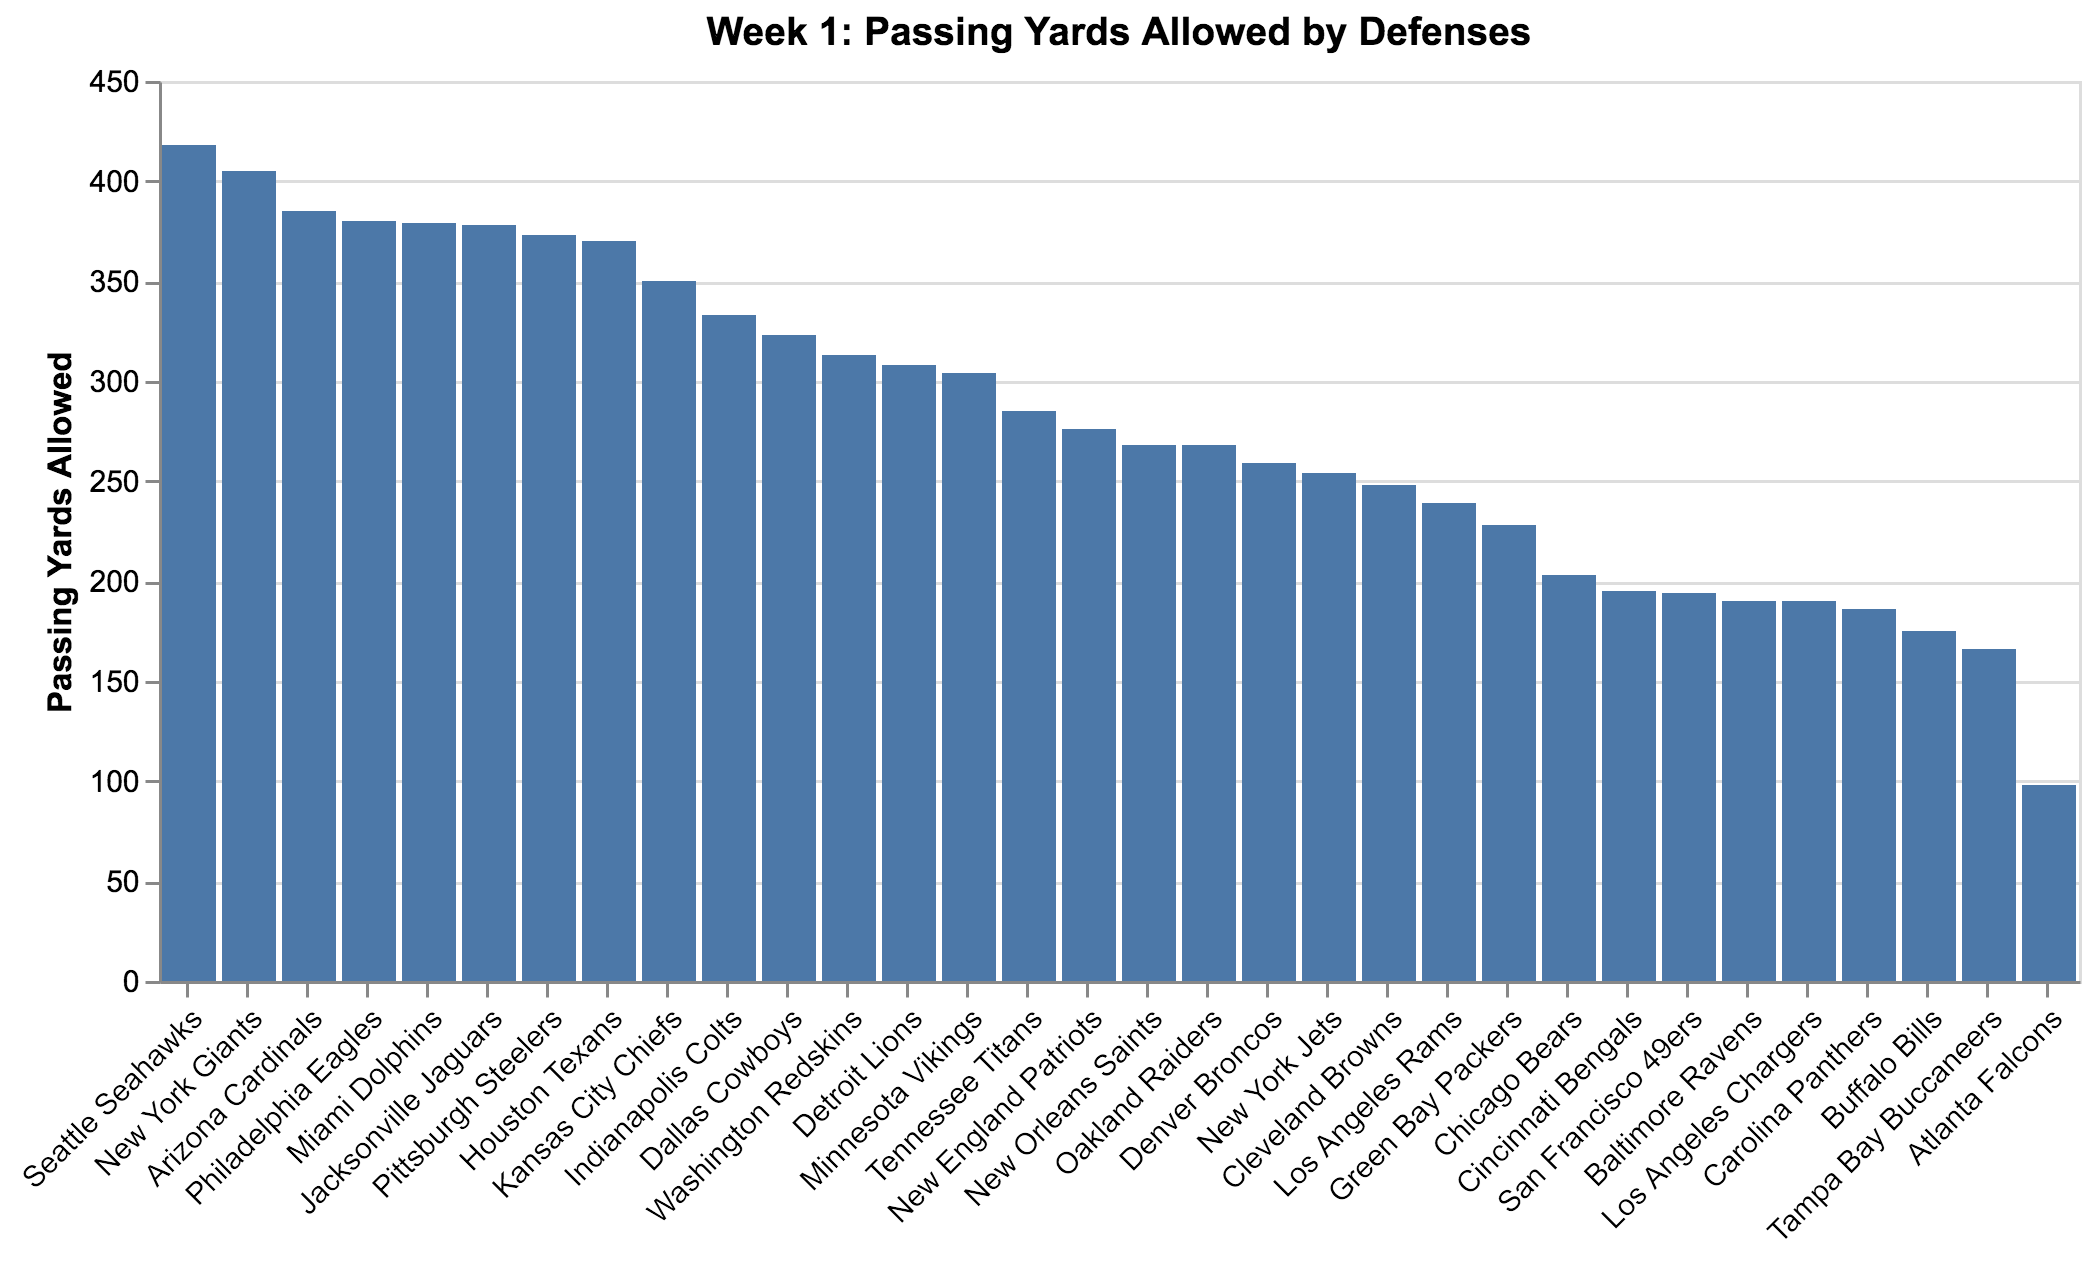 Week 1: Passing Yards Allowed by Defenses
Passing Yards Allowed
450
400
350
300
250
200
150
100
50
0
Seattle Seahawks
New York Giants
Arizona Cardinals
Philadelphia Eagles
Miami Dolphins
Jacksonville Jaguars
Pittsburgh Steelers
Houston Texans
Kansas City Chiefs
Indianapolis Colts
Dallas Cowboys
Washington Redskins
Detroit Lions
Minnesota Vikings
Tennessee Titans
New England Patriots
New Orleans Saints
Oakland Raiders
Denver Broncos
New York Jets
Cleveland Browns
Los Angeles Rams
Green Bay Packers
Chicago Bears
Cincinnati Bengals
San Francisco 49ers
Baltimore Ravens
Los Angeles Chargers
Carolina Panthers
Buffalo Bills
Tampa Bay Buccaneers
Atlanta Falcons